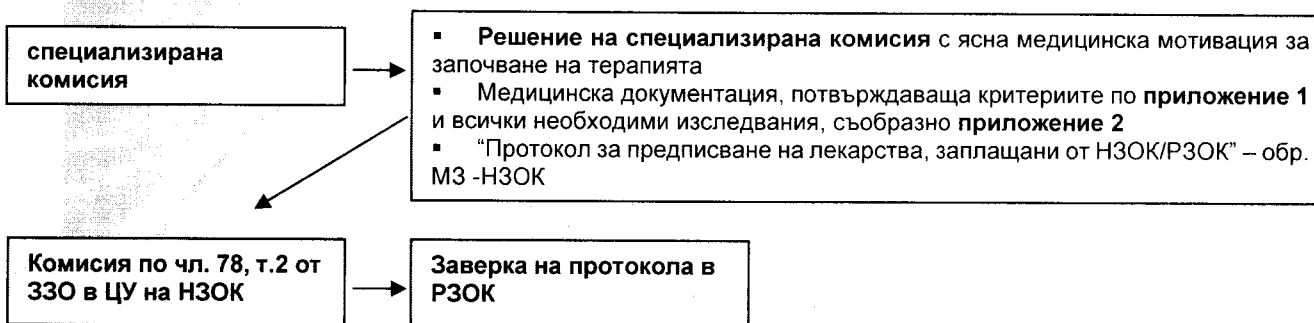 специализирана
комисия
▪ Решение на специализирана комисия с ясна медицинска мотивация за
започване на терапията
▪ Медицинска документация, потвърждаваща критериите по приложение 1
и всички необходими изследвания, съобразно приложение 2
▪ “Протокол за предписване на лекарства, заплащани от НЗОК/РЗОК” – обр.
МЗ -НЗОК
Комисия по чл. 78, т.2 от
ЗЗО в ЦУ на НЗОК
Заверка на протокола в
РЗОК